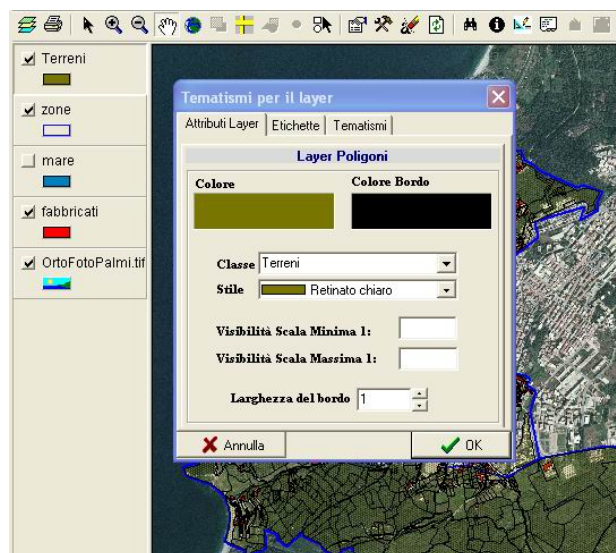 Terreni
zone
mare
fabbricati
OrtoFotoPalmi.tif
Tematismi per il layer
Attributi Layer
Etichette
Tematismi
Layer Poligoni
Colore
Colore Bordo
Classe
Terreni
Stile
Retinato chiaro
Visibilità Scala Minima 1:
Visibilità Scala Massima 1:
Larghezza del bordo
1
Annulla
OK